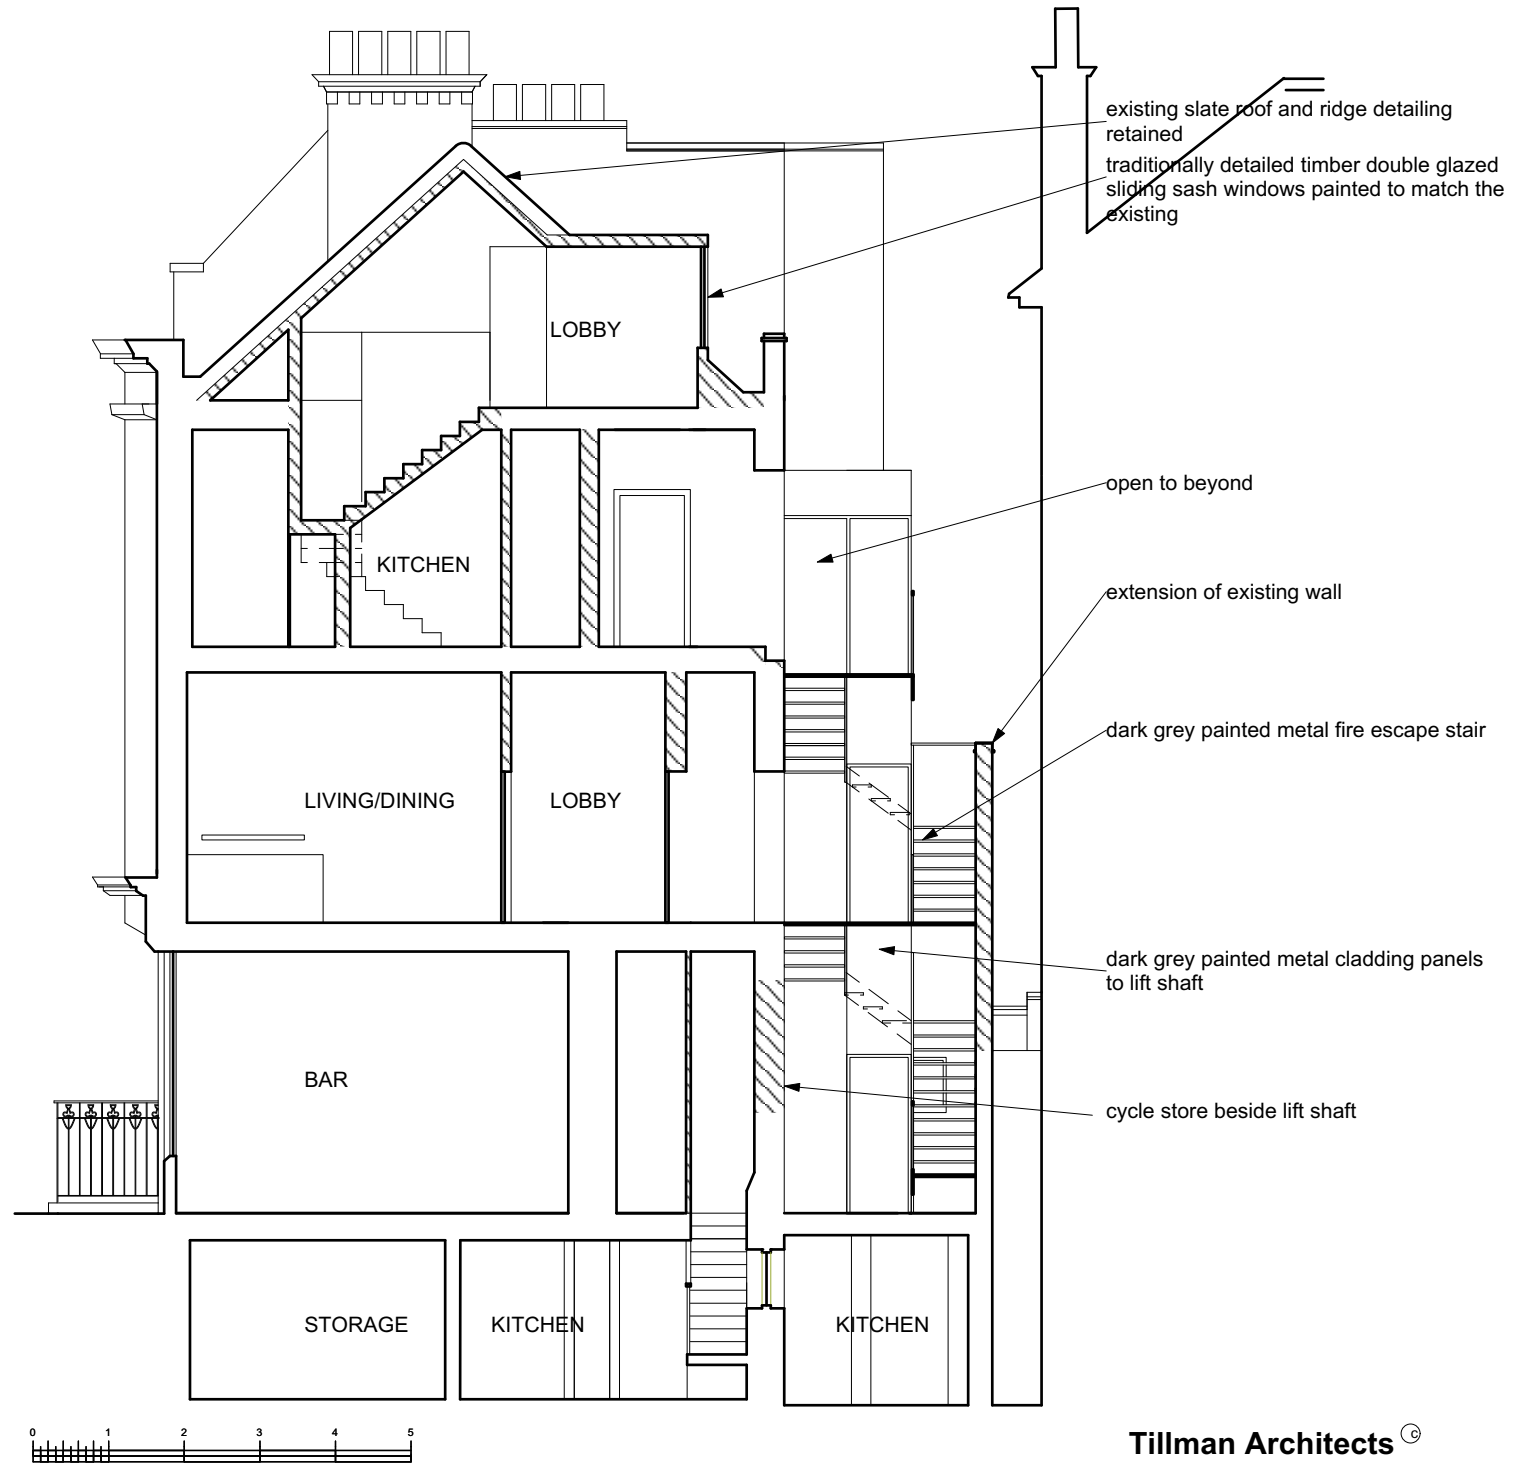 existing slate roof and ridge detailing
retained
traditionally detailed timber double glazed
sliding sash windows painted to match the
existing
LOBBY
open to beyond
KITCHEN
extension of existing wall
dark grey painted metal fire escape stair
LIVING/DINING
LOBBY
dark grey painted metal cladding panels
to lift shaft
BAR
cycle store beside lift shaft
STORAGE
KITCHEN
KITCHEN
0 1 2 3 4 5
Tillman Architects ©